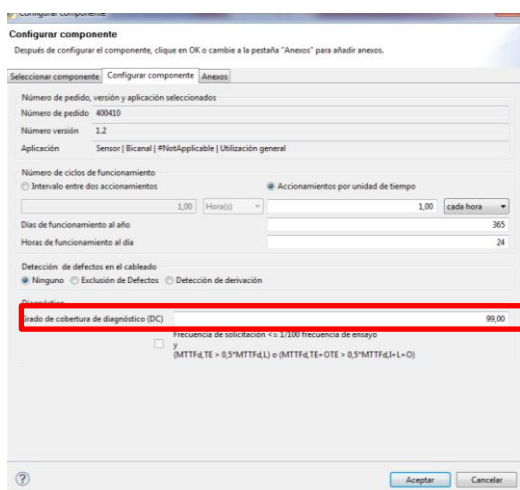 Configurar componente
Configurar componente
Después de configurar el componente, clique en OK o cambie a la pestaña "Anexos" para añadir anexos.
Seleccionar componente Configurar componente Anexos
Número de pedido, versión y aplicación seleccionados
Número de pedido 400410
Número versión 1.2
Aplicación Sensor | Bicanal | #NotApplicable | Utilización general
Número de ciclos de funcionamiento
Intervalo entre dos accionamientos Accionamientos por unidad de tiempo
1,00 Hora(s) 1,00 cada hora
Días de funcionamiento al año 365
Horas de funcionamiento al día 24
Detección de defectos en el cableado
Ninguno Exclusión de Defectos Detección de derivación
Diagnóstico
Grado de cobertura de diagnóstico (DC) 99,00
Frecuencia de solicitación <= 1/100 frecuencia de ensayo
y
(MTTFd,TE > 0,5*MTTFd,L) o (MTTFd,TE+OTE > 0,5*MTTFd,I+L+O)
? Aceptar Cancelar